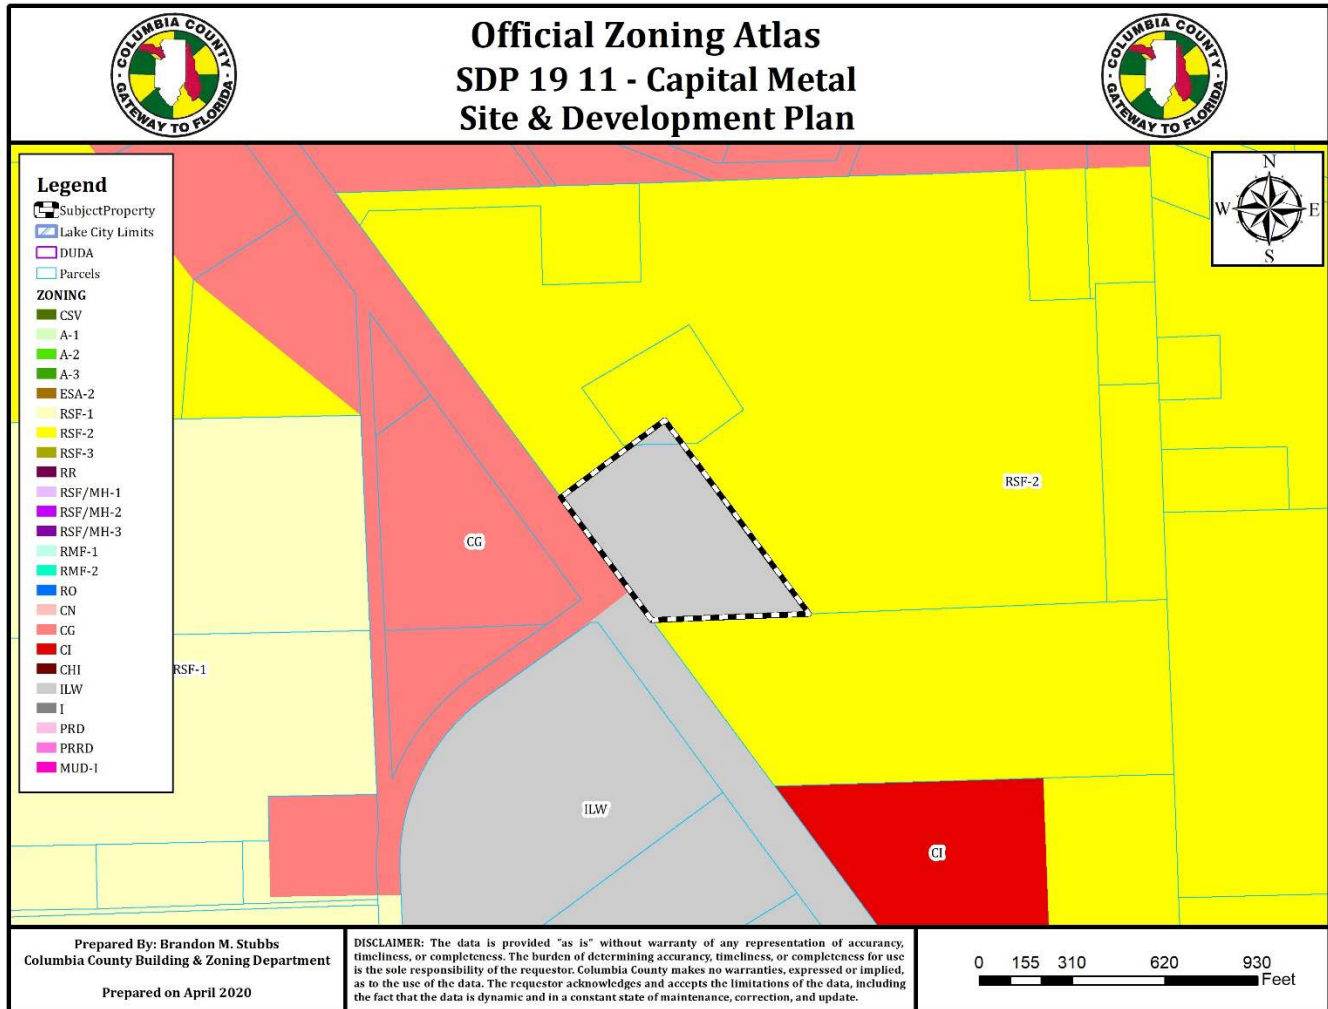 COLUMBIA COUNTY
GATEWAY TO FLORIDA
Official Zoning Atlas
SDP 19 11 - Capital Metal
Site & Development Plan
COLUMBIA COUNTY
GATEWAY TO FLORIDA
Legend
SubjectProperty
Lake City Limits
DUDA
Parcels
ZONING
CSV
A-1
A-2
A-3
ESA-2
RSF-1
RSF-2
RSF-3
RR
RSF/MH-1
RSF/MH-2
RSF/MH-3
RMF-1
RMF-2
RO
CN
CG
CI
CHI
ILW
I
PRD
PRRD
MUD-I
N
W E
S
RSF-2
CG
RSF-1
ILW
CI
Prepared By: Brandon M. Stubbs
Columbia County Building & Zoning Department
Prepared on April 2020
DISCLAIMER: The data is provided "as is" without warranty of any representation of accurancy,
timeliness, or completeness. The burden of determining accurancy, timeliness, or completeness for use
is the sole responsibility of the requestor. Columbia County makes no warranties, expressed or implied,
as to the use of the data. The requestor acknowledges and accepts the limitations of the data, including
the fact that the data is dynamic and in a constant state of maintenance, correction, and update.
0 155 310 620 930
Feet